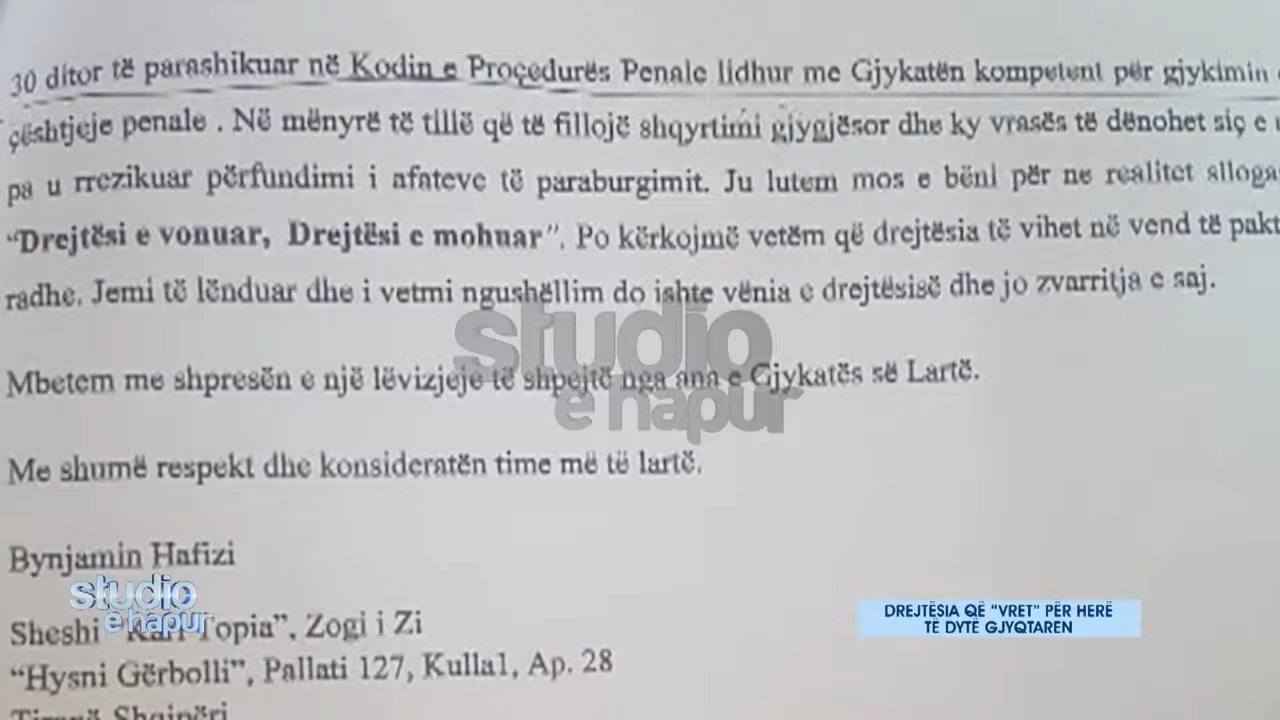 30 ditor të parashikuar në Kodin e Proçedurës Penale lidhur me Gjykatën kompetent për gjykimin
çështjeje penale . Në mënyrë të tillë që të fillojë shqyrtimi gjygjësor dhe ky vrasës të dënohet siç e
pa u rrezikuar përfundimi i afateve të paraburgimit. Ju lutem mos e bëni për ne realitet
“Drejtësi e vonuar, Drejtësi e mohuar”. Po kërkojmë vetëm që drejtësia të vihet në vend të pakt
radhe. Jemi të lënduar dhe i vetmi ngushëllim do ishte vënia e drejtësisë dhe jo zvarritja e saj.
studio
e hapur
Mbetem me shpresën e një lëvizjeje të shpejtë nga ana e Gjykatës së Lartë.
Me shumë respekt dhe konsideratën time më të lartë.
Bynjamin Hafizi
studio
e hapur
Sheshi “Karl Topia”, Zogi i Zi
“Hysni Gërbolli”, Pallati 127, Kulla1, Ap. 28
Tiranë Shqipëri
DREJTËSIA QË “VRET” PËR HERË
TË DYTË GJYQTAREN